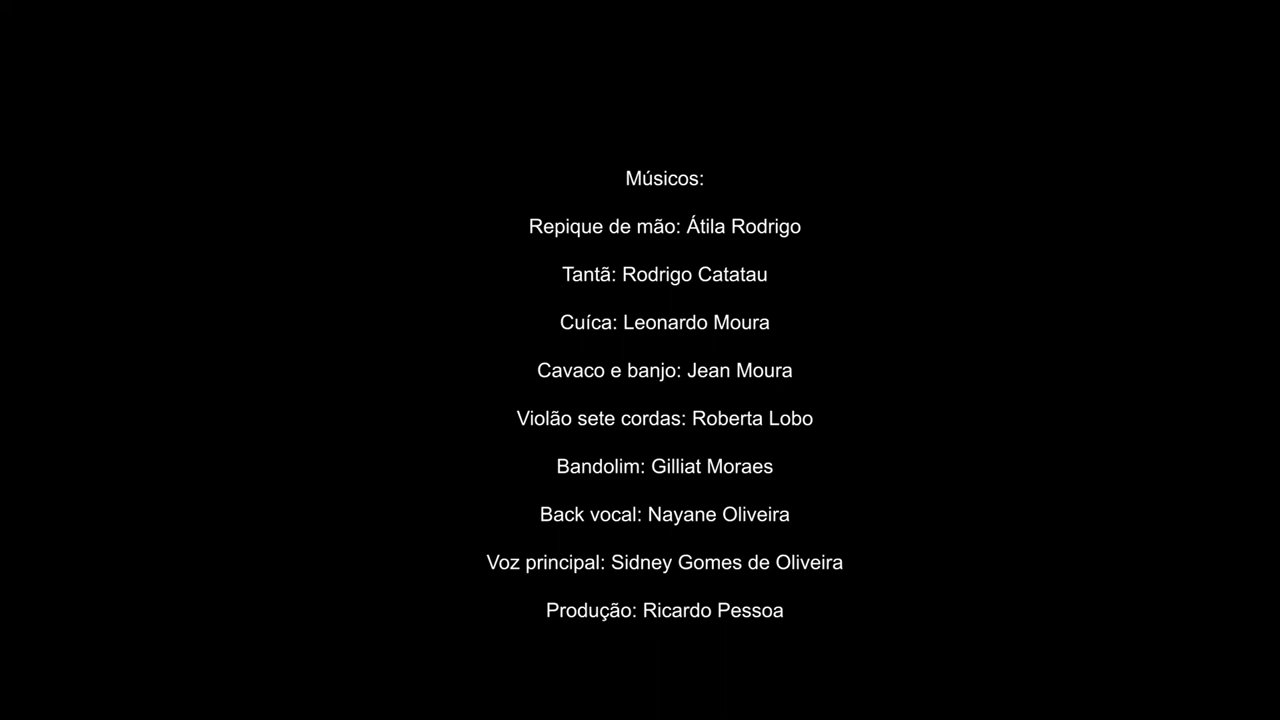 Músicos:
Repique de mão: Átila Rodrigo
Tantã: Rodrigo Catatau
Cuíca: Leonardo Moura
Cavaco e banjo: Jean Moura
Violão sete cordas: Roberta Lobo
Bandolim: Gilliat Moraes
Back vocal: Nayane Oliveira
Voz principal: Sidney Gomes de Oliveira
Produção: Ricardo Pessoa